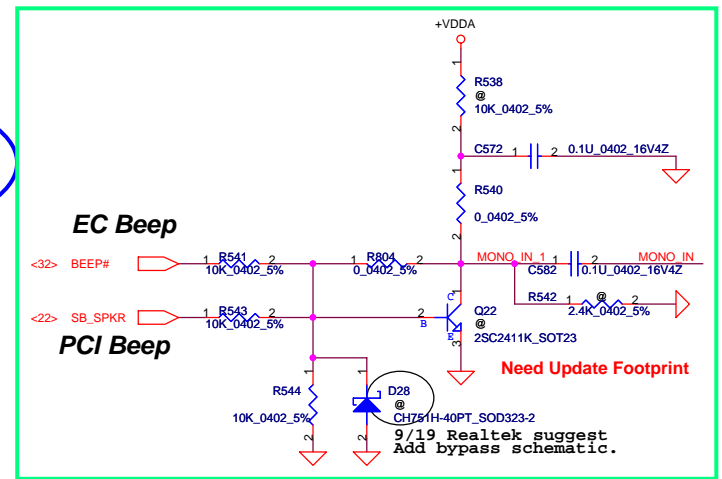 +VDDA
1
R538
@
10K_0402_5%
2
C572 1 2 0.1U_0402_16V4Z
1
R540
0_0402_5%
2
EC Beep
<32> BEEP# 1 R541 2
10K_0402_5%
1 R804 2
0_0402_5%
MONO_IN_1 1 2 MONO_IN
C582 0.1U_0402_16V4Z
R542 1 @ 2
2.4K_0402_5%
<22> SB_SPKR 1 R543 2
10K_0402_5%
PCI Beep
2 B
1
C
E
3
Q22
@
2SC2411K_SOT23
Need Update Footprint
1
R544
10K_0402_5%
2
1
D28
@
CH751H-40PT_SOD323-2
2
9/19 Realtek suggest
Add bypass schematic.